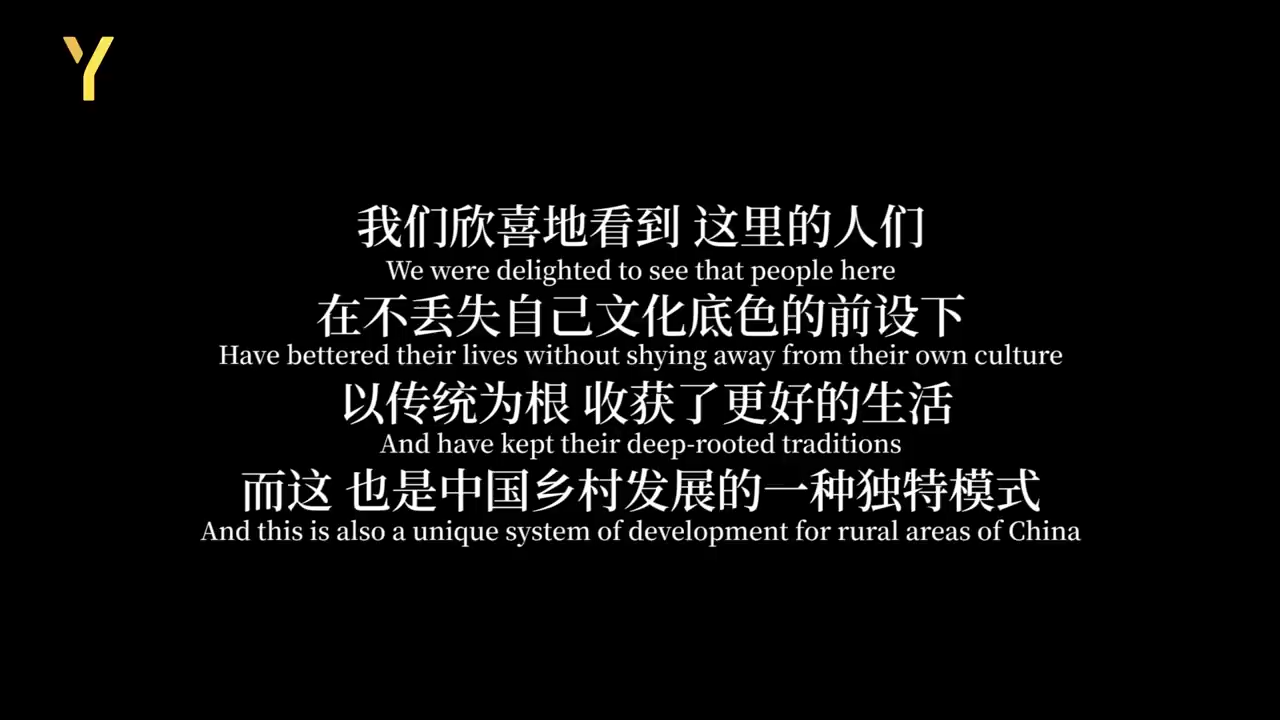 Y
我们欣喜地看到 这里的人们
We were delighted to see that people here
在不丢失自己文化底色的前设下
Have bettered their lives without shying away from their own culture
以传统为根 收获了更好的生活
And have kept their deep-rooted traditions
而这 也是中国乡村发展的一种独特模式
And this is also a unique system of development for rural areas of China